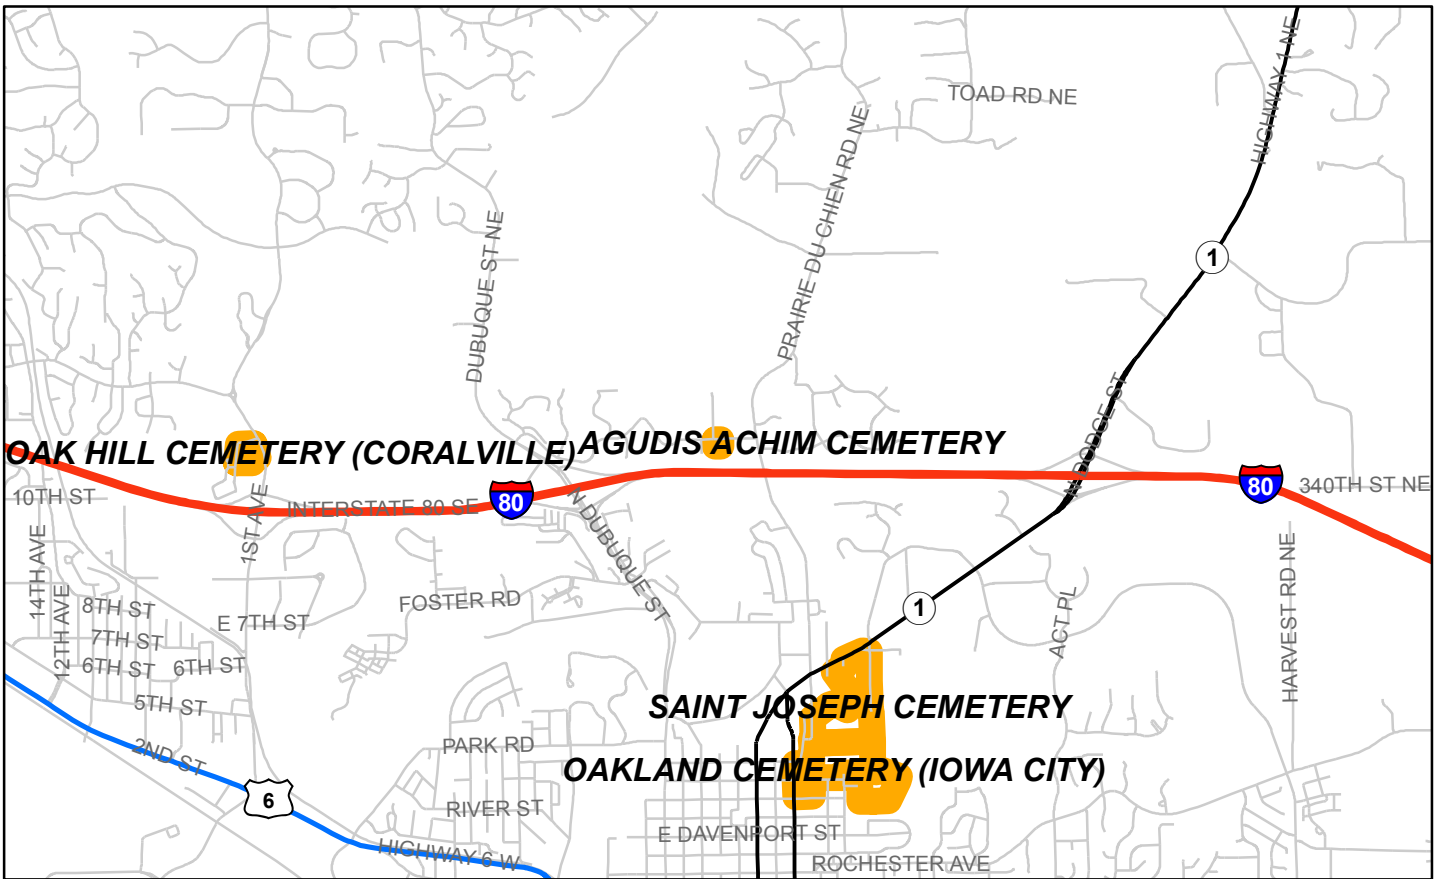 TOAD RD NE
HIGHWAY 1 NE
PRAIRIE DU CHIEN RD NE
DUBUQUE ST NE
1
N DODGE ST
OAK HILL CEMETERY (CORALVILLE)
AGUDIS ACHIM CEMETERY
10TH ST
INTERSTATE 80 SE
80
80
340TH ST NE
1ST AVE
N DUBUQUE ST
14TH AVE
12TH AVE
8TH ST
7TH ST
6TH ST
6TH ST
E 7TH ST
5TH ST
FOSTER RD
1
ACT PL
HARVEST RD NE
SAINT JOSEPH CEMETERY
2ND ST
PARK RD
OAKLAND CEMETERY (IOWA CITY)
6
RIVER ST
E DAVENPORT ST
HIGHWAY 6 W
ROCHESTER AVE